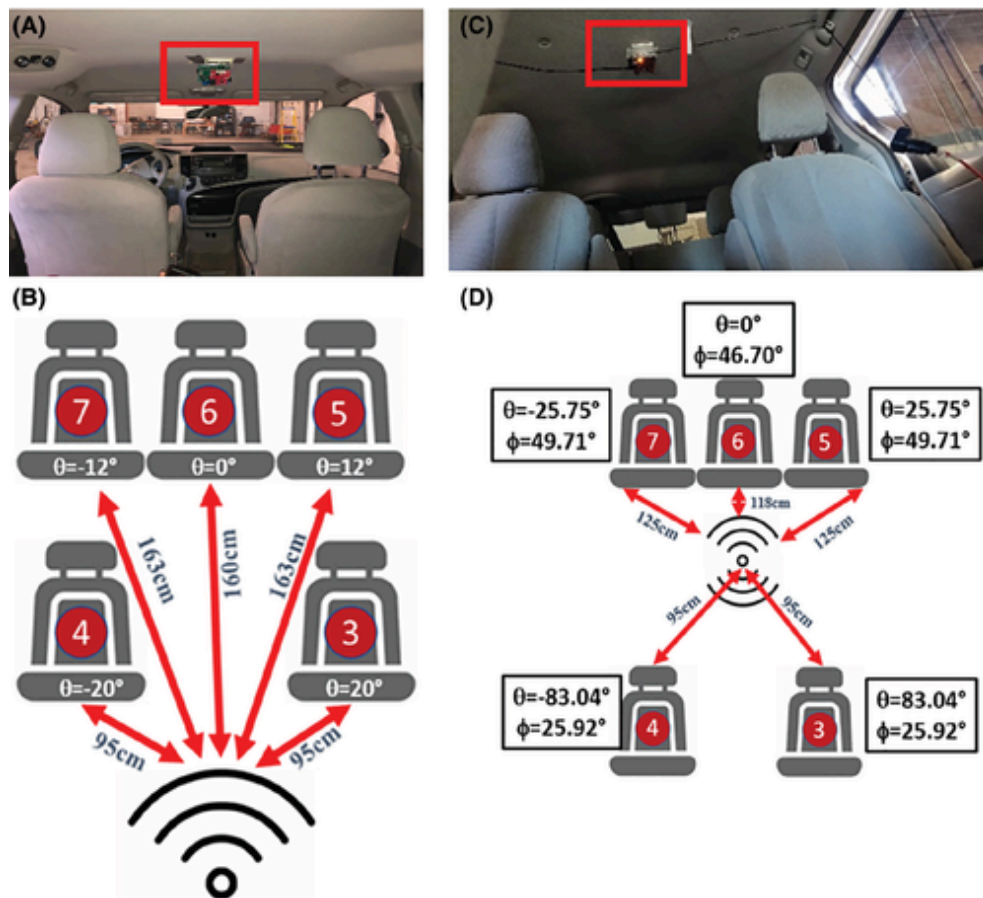 (A)
(C)
(B)
7
6
5
θ=-12°
θ=0°
θ=12°
163cm
160cm
163cm
4
3
θ=-20°
θ=20°
95cm
95cm
(D)
θ=0°
ϕ=46.70°
θ=-25.75°
ϕ=49.71°
7
6
5
θ=25.75°
ϕ=49.71°
125cm
118cm
125cm
95cm
95cm
θ=-83.04°
ϕ=25.92°
4
3
θ=83.04°
ϕ=25.92°